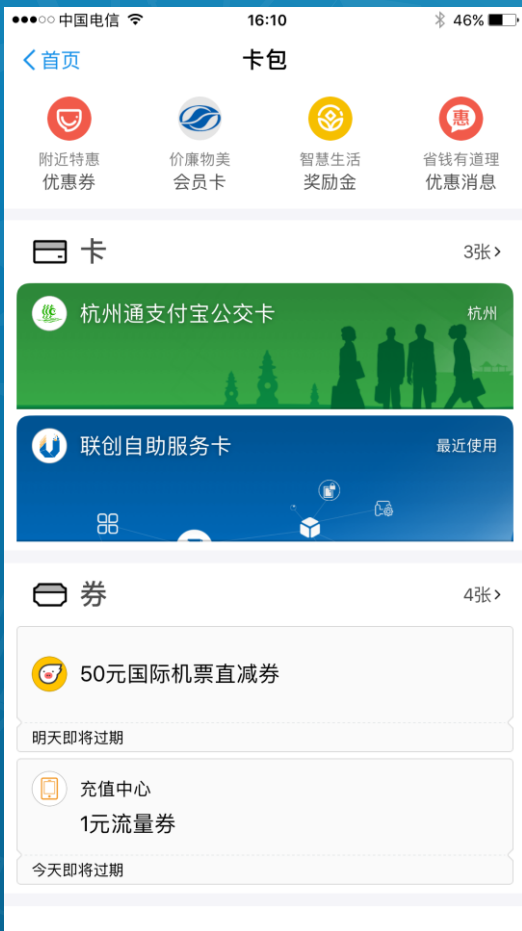 中国电信 16:10 46%
首页 卡包
惠
附近特惠 价廉物美 智慧生活 省钱有道理
优惠券 会员卡 奖励金 优惠消息
卡 3张
杭州通支付宝公交卡 杭州
联创自助服务卡 最近使用
券 4张
50元国际机票直减券
明天即将过期
充值中心
1元流量券
今天即将过期